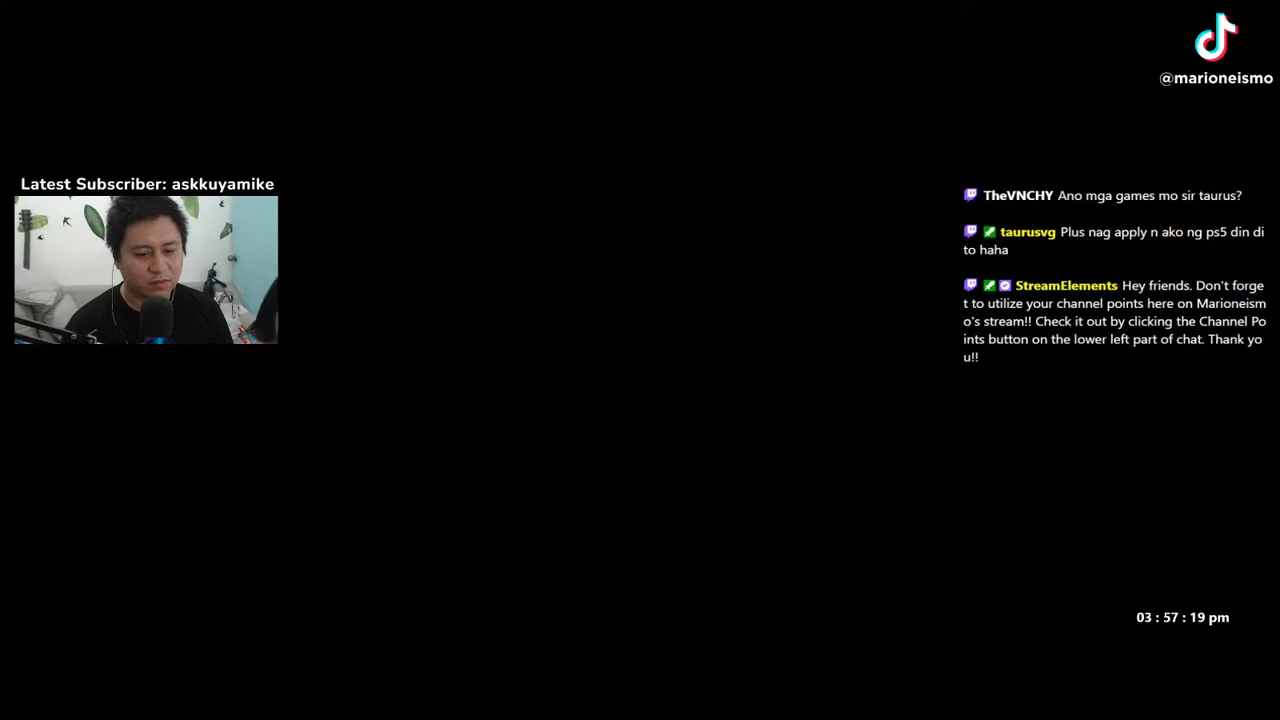 @marioneismo
Latest Subscriber: askkuyamike
TheVNCHY Ano mga games mo sir taurus?
taurusvg Plus nag apply n ako ng ps5 din di
to haha
StreamElements Hey friends. Don't forge
t to utilize your channel points here on Marioneism
o's stream!! Check it out by clicking the Channel Po
ints button on the lower left part of chat. Thank yo
u!!
03 : 57 : 19 pm